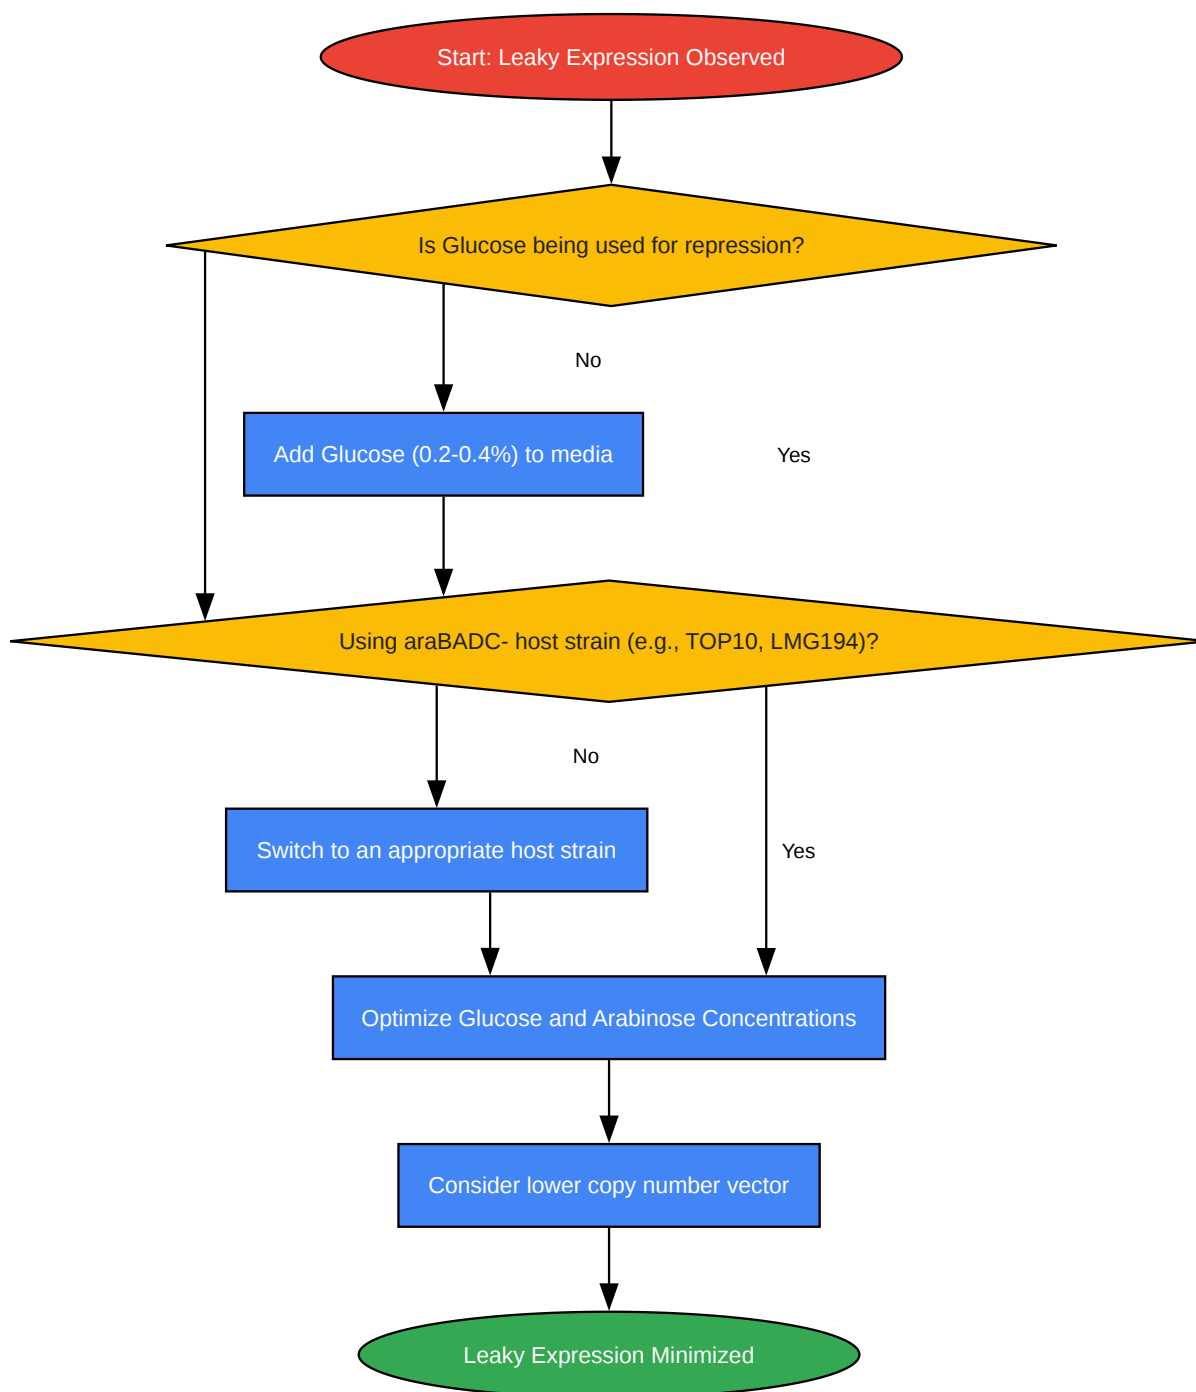 Start: Leaky Expression Observed
Is Glucose being used for repression?
No
Add Glucose (0.2-0.4%) to media
Yes
Using araBADC- host strain (e.g., TOP10, LMG194)?
No
Switch to an appropriate host strain
Yes
Optimize Glucose and Arabinose Concentrations
Consider lower copy number vector
Leaky Expression Minimized